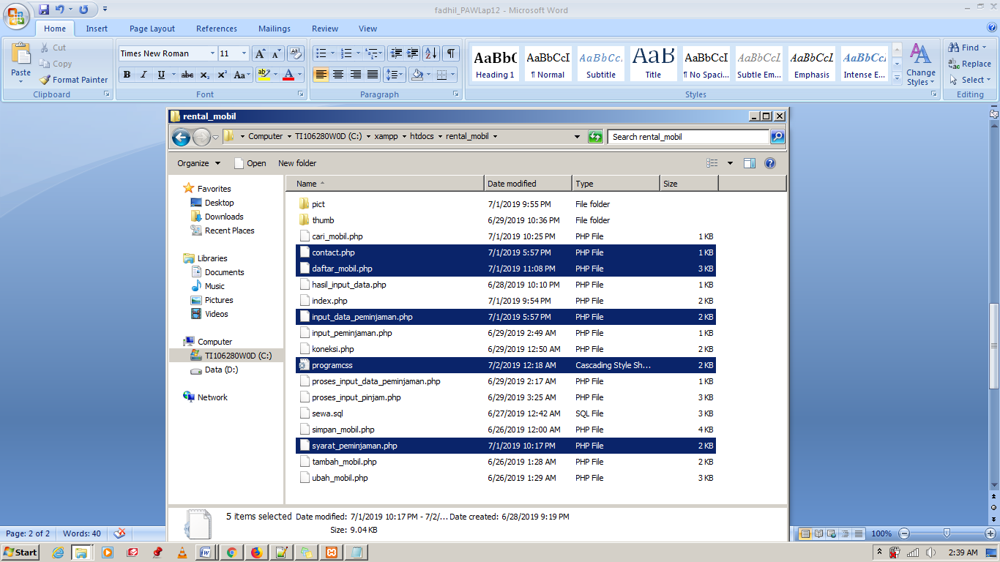 fadhil_PAWLap12 - Microsoft Word
Home Insert Page Layout References Mailings Review View
Paste
Cut
Copy
Format Painter
Clipboard
Times New Roman 11
Font
Paragraph
AaBbC AaBbCcI AaBbCc. AaBb AaBbCcI AaBbCcI AaBbCcI AaBbCcI
Heading 1 ¶ Normal Subtitle Title ¶ No Spaci... Subtle Em... Emphasis Intense E...
Change Styles
Styles
Find
Replace
Select
Editing
rental_mobil
Computer TI106280W0D (C:) xampp htdocs rental_mobil Search rental_mobil
Organize Open New folder
Favorites
Desktop
Downloads
Recent Places
Libraries
Documents
Music
Pictures
Videos
Computer
TI106280W0D (C:)
Data (D:)
Network
Name Date modified Type Size
pict 7/1/2019 9:55 PM File folder
thumb 6/29/2019 10:36 PM File folder
cari_mobil.php 7/1/2019 10:25 PM PHP File 1 KB
contact.php 7/1/2019 5:57 PM PHP File 1 KB
daftar_mobil.php 7/1/2019 11:08 PM PHP File 3 KB
hasil_input_data.php 6/28/2019 10:10 PM PHP File 1 KB
index.php 7/1/2019 9:54 PM PHP File 2 KB
input_data_peminjaman.php 7/1/2019 5:57 PM PHP File 2 KB
input_peminjaman.php 6/29/2019 2:49 AM PHP File 1 KB
koneksi.php 6/29/2019 12:50 AM PHP File 2 KB
programcss 7/2/2019 12:18 AM Cascading Style Sh... 2 KB
proses_input_data_peminjaman.php 6/29/2019 2:17 AM PHP File 1 KB
proses_input_pinjam.php 6/29/2019 3:25 AM PHP File 3 KB
sewa.sql 6/27/2019 12:42 AM SQL File 3 KB
simpan_mobil.php 6/26/2019 12:00 AM PHP File 4 KB
syarat_peminjaman.php 7/1/2019 10:17 PM PHP File 2 KB
tambah_mobil.php 6/26/2019 1:28 AM PHP File 2 KB
ubah_mobil.php 6/26/2019 1:29 AM PHP File 3 KB
5 items selected Date modified: 7/1/2019 10:17 PM - 7/2/... Date created: 6/28/2019 9:19 PM
Size: 9.04 KB
Page: 2 of 2 Words: 40 100%
Start 2:39 AM